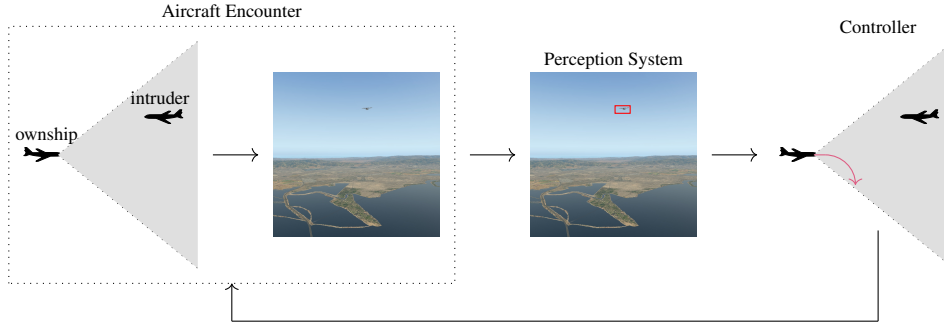 Aircraft Encounter
Controller
Perception System
intruder
ownship